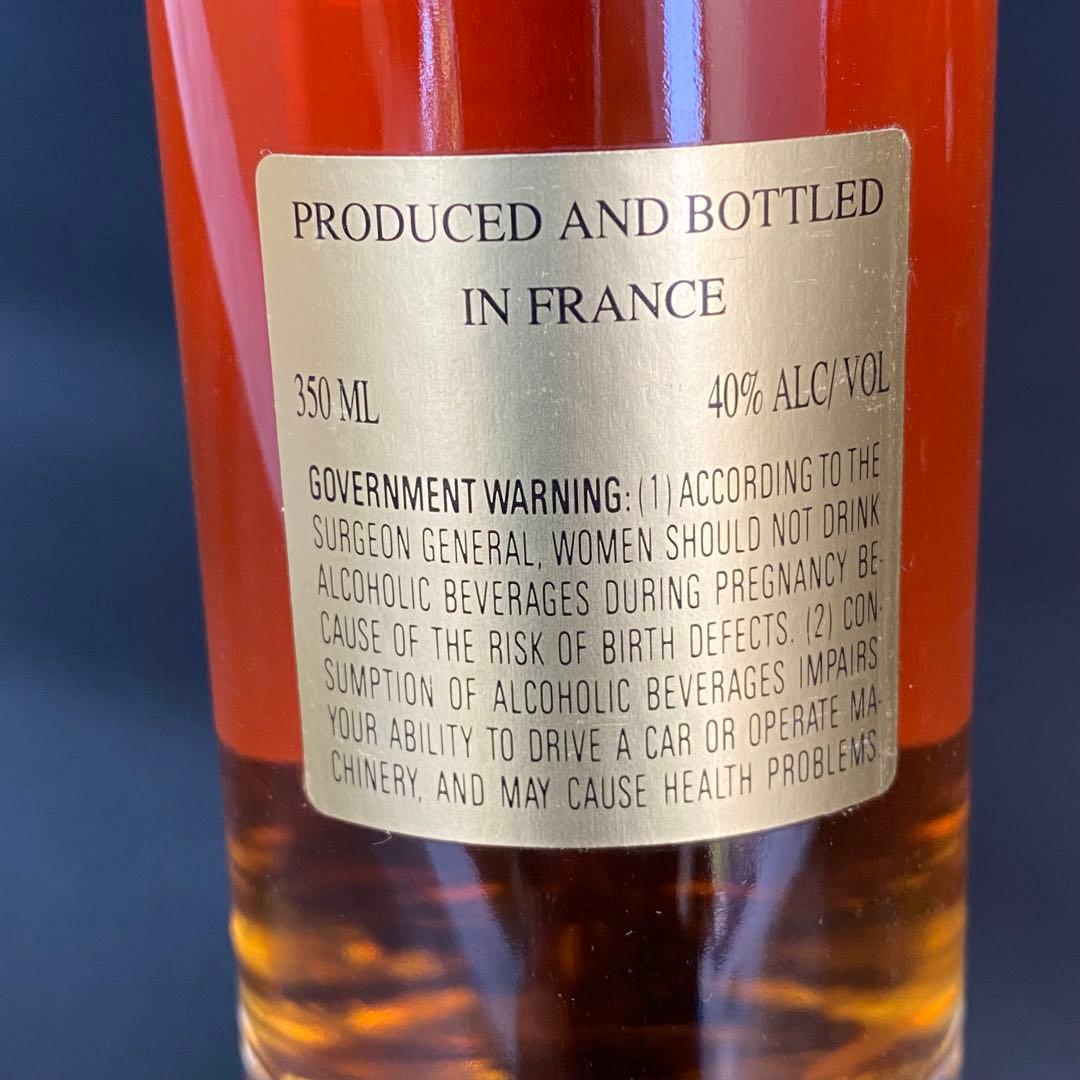 PRODUCED AND BOTTLED
IN FRANCE
350 ML 40% ALC/VOL
GOVERNMENT WARNING: (1) ACCORDING TO THE
SURGEON GENERAL, WOMEN SHOULD NOT DRINK
ALCOHOLIC BEVERAGES DURING PREGNANCY BE-
CAUSE OF THE RISK OF BIRTH DEFECTS. (2) CON-
SUMPTION OF ALCOHOLIC BEVERAGES IMPAIRS
YOUR ABILITY TO DRIVE A CAR OR OPERATE MA-
CHINERY, AND MAY CAUSE HEALTH PROBLEMS.